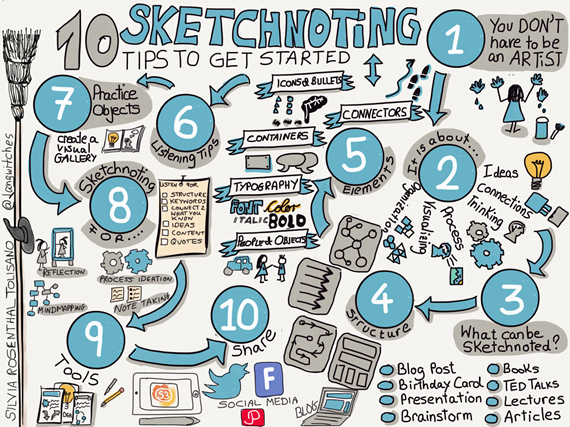 10 SKETCHNOTING
TIPS TO GET STARTED
1
YOU DON'T
have to be
an ARTIST
2
It is about...
Ideas
connections
Thinking
Process
Visualizing
Organization
3
What can be
Sketchnoted?
Blog Post
Birthday Card
Presentation
Brainstorm
Books
TED Talks
Lectures
Articles
4
Structure
5
Elements
ICONS & BULLETS
CONNECTORS
CONTAINERS
TYPOGRAPHY
FONT Color
ITALIC BOLD
People & Objects
6
Listening Tips
LISTEN FOR
STRUCTURE
KEYWORDS
CONNECT 2
WHAT YOU
KNOW
IDEAS
CONTENT
QUOTES
7
Practice
Objects
Create a
VISUAL
GALLERY
8
Sketchnoting
FOR....
REFLECTION
PROCESS IDEATION
MINDMAPPING
NOTE TAKING
9
Tools
53
10
Share
SOCIAL MEDIA
F
BLOG
SILVIA ROSENTHAL TOLISANO @Langwitches